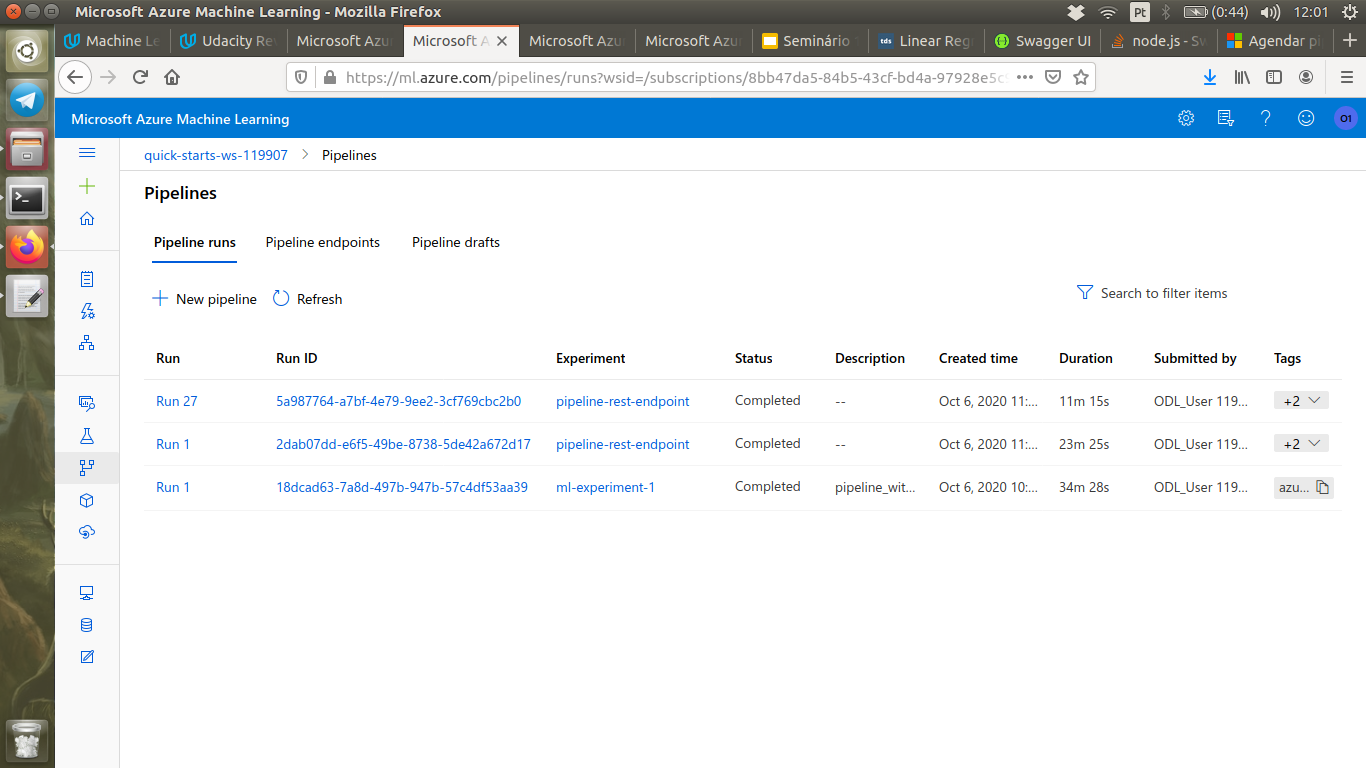 Microsoft Azure Machine Learning - Mozilla Firefox
Pt
(0:44)
12:01
Machine Le
Udacity Rev
Microsoft Azu
Microsoft A
Microsoft Azu
Microsoft Azu
Seminário
Linear Reg
Swagger UI
node.js - Sw
Agendar pi
https://ml.azure.com/pipelines/runs?wsid=/subscriptions/8bb47da5-84b5-43cf-bd4a-97928e5c
Microsoft Azure Machine Learning
O1
quick-starts-ws-119907 > Pipelines
Pipelines
Pipeline runs
Pipeline endpoints
Pipeline drafts
New pipeline
Refresh
Search to filter items
Run Run ID Experiment Status Description Created time Duration Submitted by Tags
Run 27 5a987764-a7bf-4e79-9ee2-3cf769cbc2b0 pipeline-rest-endpoint Completed -- Oct 6, 2020 11:... 11m 15s ODL_User 119... +2
Run 1 2dab07dd-e6f5-49be-8738-5de42a672d17 pipeline-rest-endpoint Completed -- Oct 6, 2020 11:... 23m 25s ODL_User 119... +2
Run 1 18dcad63-7a8d-497b-947b-57c4df53aa39 ml-experiment-1 Completed pipeline_wit... Oct 6, 2020 10:... 34m 28s ODL_User 119... azu...